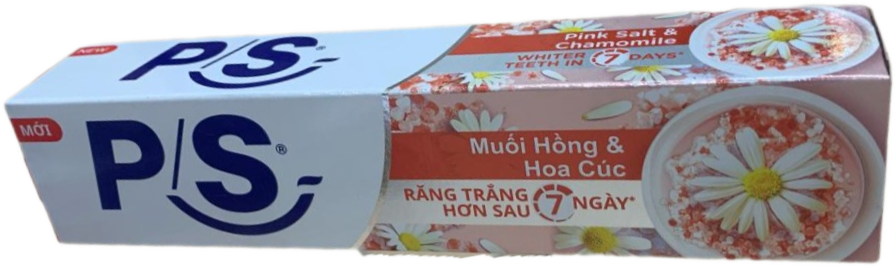 NEW
P/S®
Pink Salt &
Chamomile
WHITER
TEETH IN 7 DAYS*
MỚI
P/S®
Muối Hồng &
Hoa Cúc
RĂNG TRẮNG
HƠN SAU 7 NGÀY*